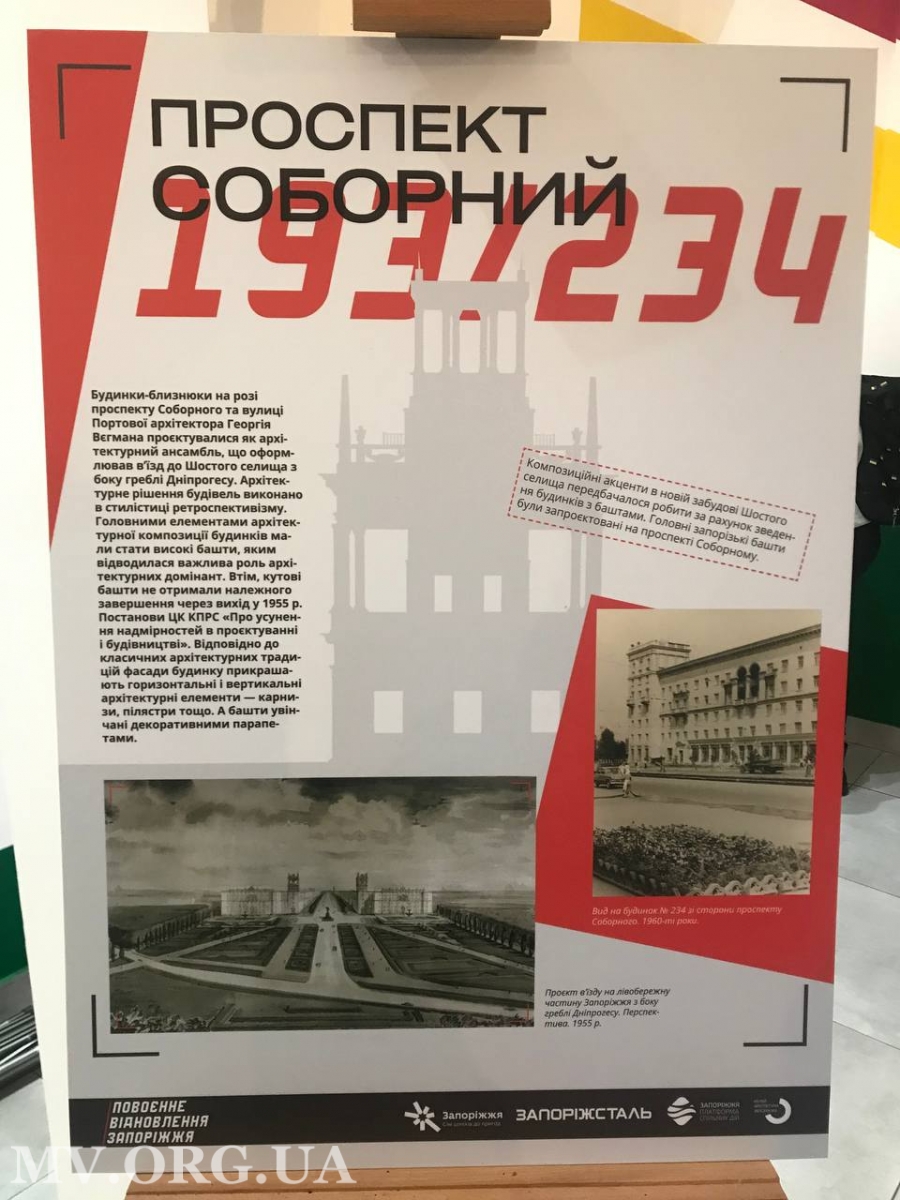 ПРОСПЕКТ
СОБОРНИЙ
193/234
Будинки-близнюки на розі
проспекту Соборного та вулиці
Портової архітектора Георгія
Вєгмана проєктувалися як архі-
тектурний ансамбль, що оформ-
лював в'їзд до Шостого селища з
боку греблі Дніпрогесу. Архітек-
турне рішення будівель виконано
в стилістиці ретроспективізму.
Головними елементами архітек-
турної композиції будинків ма-
ли стати високі башти, яким
відводилася важлива роль архі-
тектурних домінант. Втім, кутові
башти не отримали належного
завершення через вихід у 1955 р.
Постанови ЦК КПРС «Про усунен-
ня надмірностей в проєктуванні
і будівництві». Відповідно до
класичних архітектурних тради-
цій фасади будинку прикраша-
ють горизонтальні і вертикальні
архітектурні елементи — карни-
зи, пілястри тощо. А башти увін-
чані декоративними парапе-
тами.
Композиційні акценти в новій забудові Шостого
селища передбачалося робити за рахунок зведен-
ня будинків з баштами. Головні запорізькі башти
були запроєктовані на проспекті Соборному.
Вид на будинок № 234 зі сторони проспекту
Соборного. 1960-ті роки.
Проєкт в'їзду на лівобережну
частину Запоріжжя з боку
греблі Дніпрогесу. Перспек-
тива. 1955 р.
ПОВОЄННЕ
ВІДНОВЛЕННЯ
ЗАПОРІЖЖЯ
Запоріжжя
ЗАПОРІЖСТАЛЬ
ЗАПОРІЖЖЯ
ПЛАТФОРМА
СПІЛЬНИХ ДІЙ
MV.ORG.UA